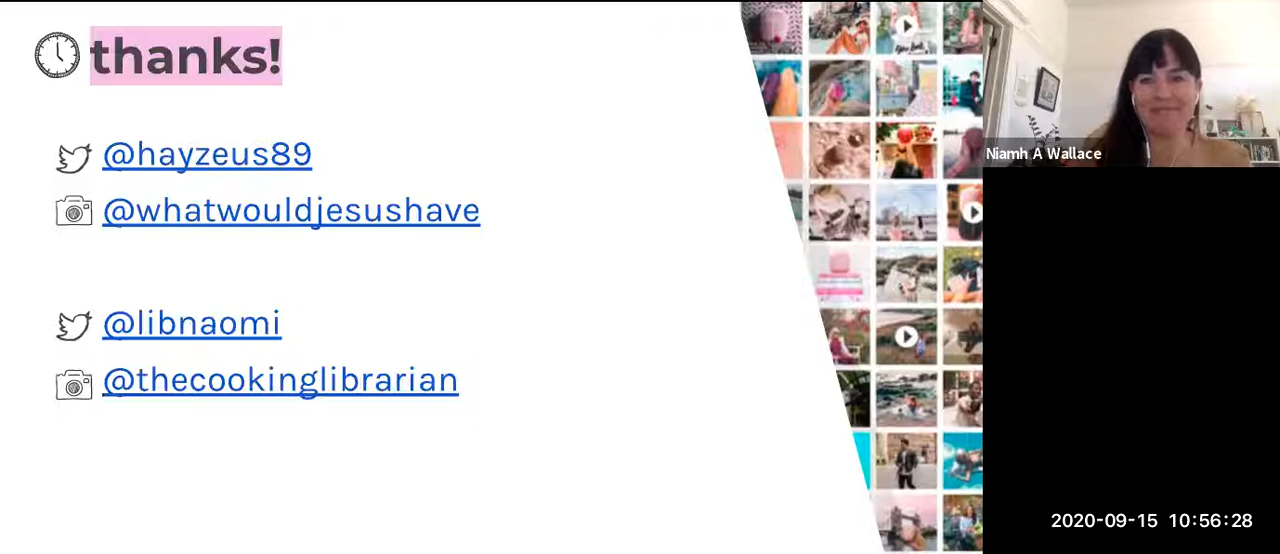 thanks!
@hayzeus89
@whatwouldjesushave
@libnaomi
@thecookinglibrarian
Niamh A Wallace
2020-09-15 10:56:28